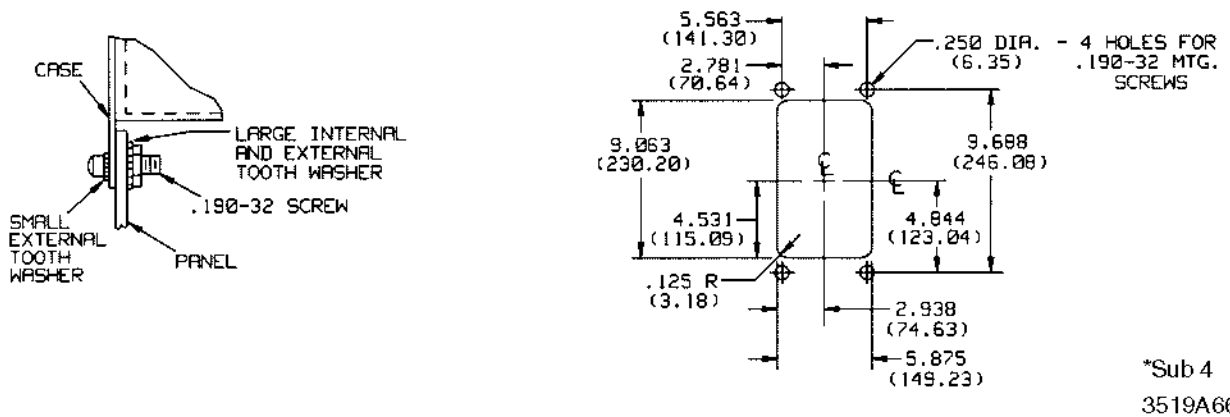 CASE
LARGE INTERNAL
AND EXTERNAL
TOOTH WASHER
.190-32 SCREW
SMALL
EXTERNAL
TOOTH
WASHER
PANEL
5.563
(141.30)
2.781
(70.64)
.250 DIA. - 4 HOLES FOR
(6.35) .190-32 MTG.
SCREWS
9.063
(230.20)
9.688
(246.08)
CL
CL
4.531
(115.09)
4.844
(123.04)
.125 R
(3.18)
2.938
(74.63)
5.875
(149.23)
*Sub 4